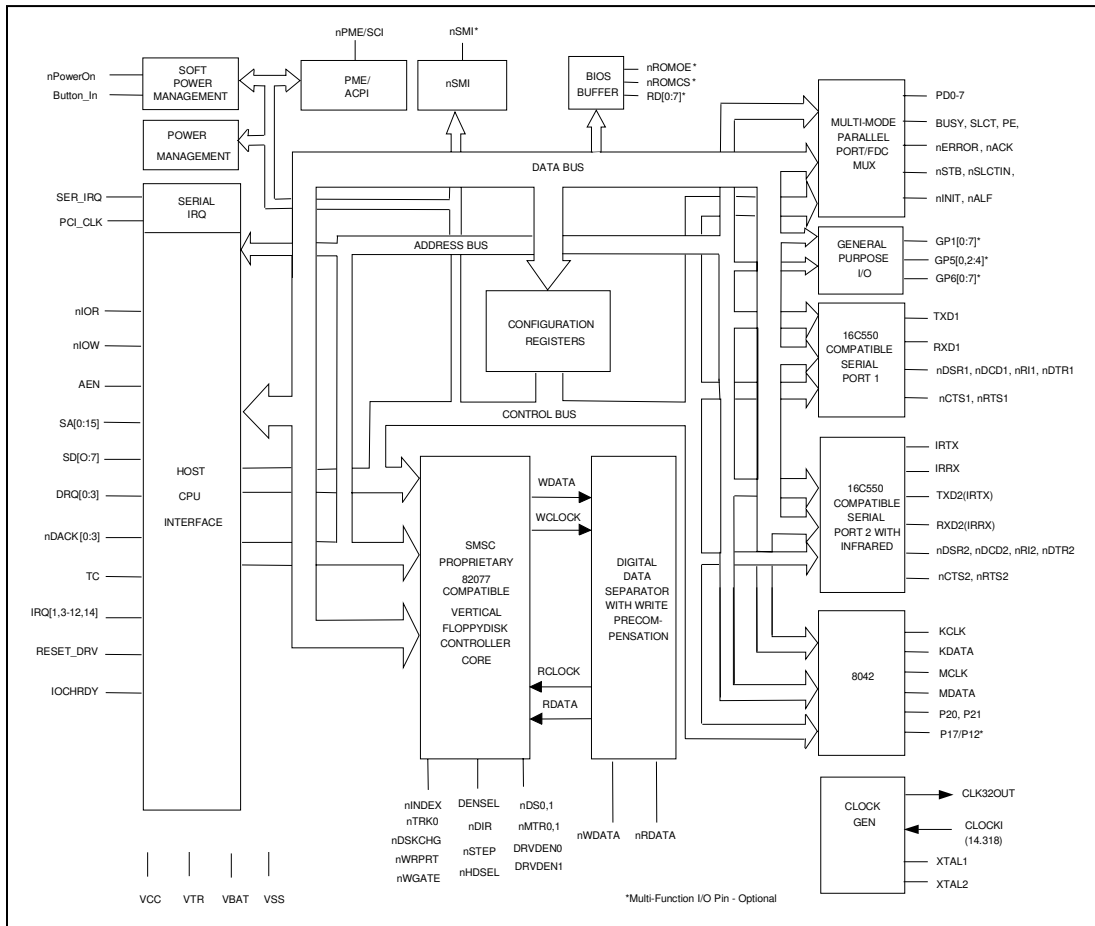 nPME/SCI
nSMI*
nPowerOn
Button_In
SOFT
POWER
MANAGEMENT
PME/
ACPI
nSMI
BIOS
BUFFER
nROMOE*
nROMCS*
RD[0:7]*
POWER
MANAGEMENT
MULTI-MODE
PARALLEL
PORT/FDC
MUX
PD0-7
BUSY, SLCT, PE,
nERROR, nACK
nSTB, nSLCTIN,
nINIT, nALF
DATA BUS
SER_IRQ
PCI_CLK
SERIAL
IRQ
ADDRESS BUS
GENERAL
PURPOSE
I/O
GP1[0:7]*
GP5[0,2:4]*
GP6[0:7]*
CONFIGURATION
REGISTERS
16C550
COMPATIBLE
SERIAL
PORT 1
TXD1
RXD1
nDSR1, nDCD1, nRI1, nDTR1
nCTS1, nRTS1
CONTROL BUS
nIOR
nIOW
AEN
SA[0:15]
SD[O:7]
DRQ[0:3]
nDACK[0:3]
TC
IRQ[1,3-12,14]
RESET_DRV
IOCHRDY
HOST
CPU
INTERFACE
SMSC
PROPRIETARY
82077
COMPATIBLE
VERTICAL
FLOPPYDISK
CONTROLLER
CORE
WDATA
WCLOCK
RCLOCK
RDATA
DIGITAL
DATA
SEPARATOR
WITH WRITE
PRECOM-
PENSATION
16C550
COMPATIBLE
SERIAL
PORT 2 WITH
INFRARED
IRTX
IRRX
TXD2(IRTX)
RXD2(IRRX)
nDSR2, nDCD2, nRI2, nDTR2
nCTS2, nRTS2
8042
KCLK
KDATA
MCLK
MDATA
P20, P21
P17/P12*
CLOCK
GEN
CLK32OUT
CLOCKI
(14.318)
XTAL1
XTAL2
nINDEX
nTRK0
nDSKCHG
nWRPRT
nWGATE
DENSEL
nDIR
nSTEP
nHDSEL
nDS0,1
nMTR0,1
DRVDEN0
DRVDEN1
nWDATA
nRDATA
VCC
VTR
VBAT
VSS
*Multi-Function I/O Pin - Optional